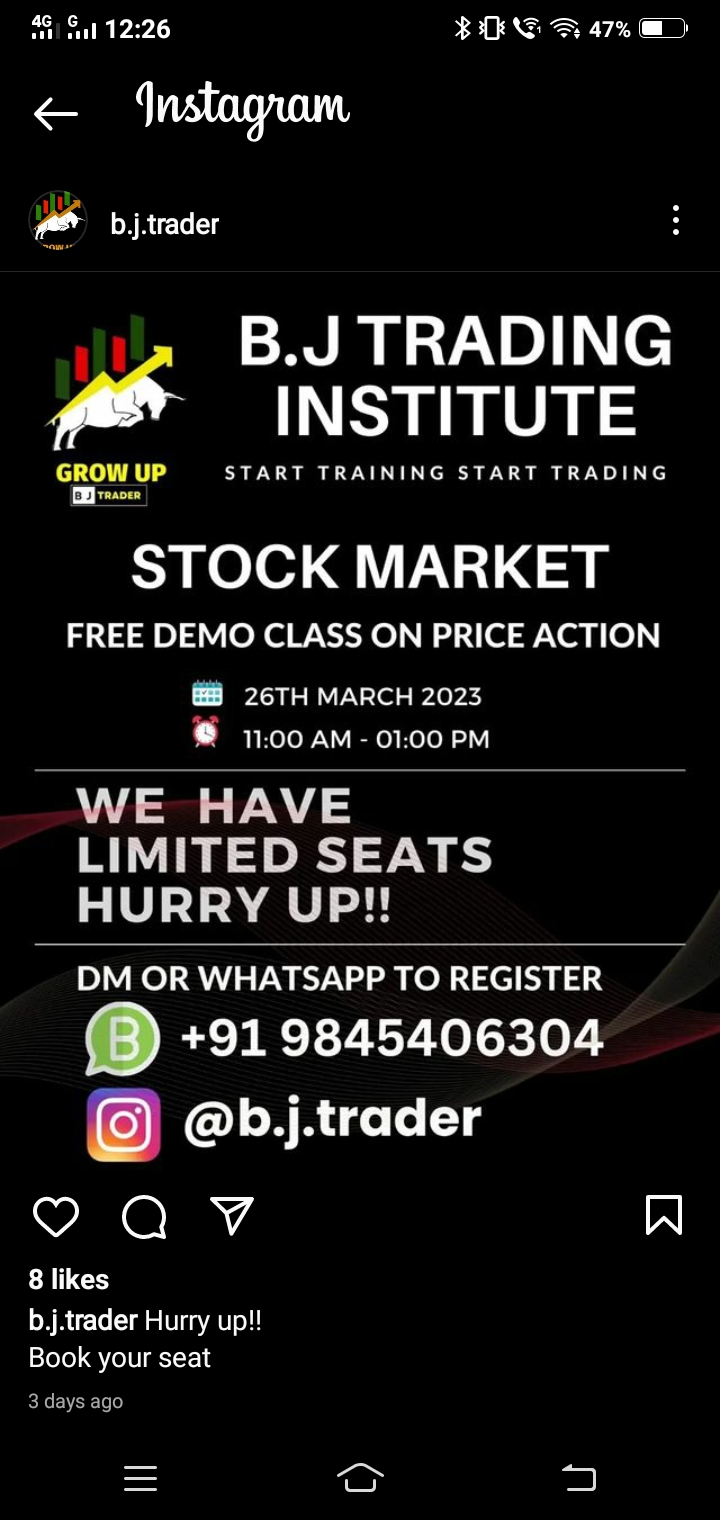 4G G 12:26 47%
Instagram
b.j.trader
B.J TRADING
INSTITUTE
START TRAINING START TRADING
GROW UP
B J TRADER
STOCK MARKET
FREE DEMO CLASS ON PRICE ACTION
26TH MARCH 2023
11:00 AM - 01:00 PM
WE HAVE
LIMITED SEATS
HURRY UP!!
DM OR WHATSAPP TO REGISTER
B +91 9845406304
@b.j.trader
8 likes
b.j.trader Hurry up!!
Book your seat
3 days ago